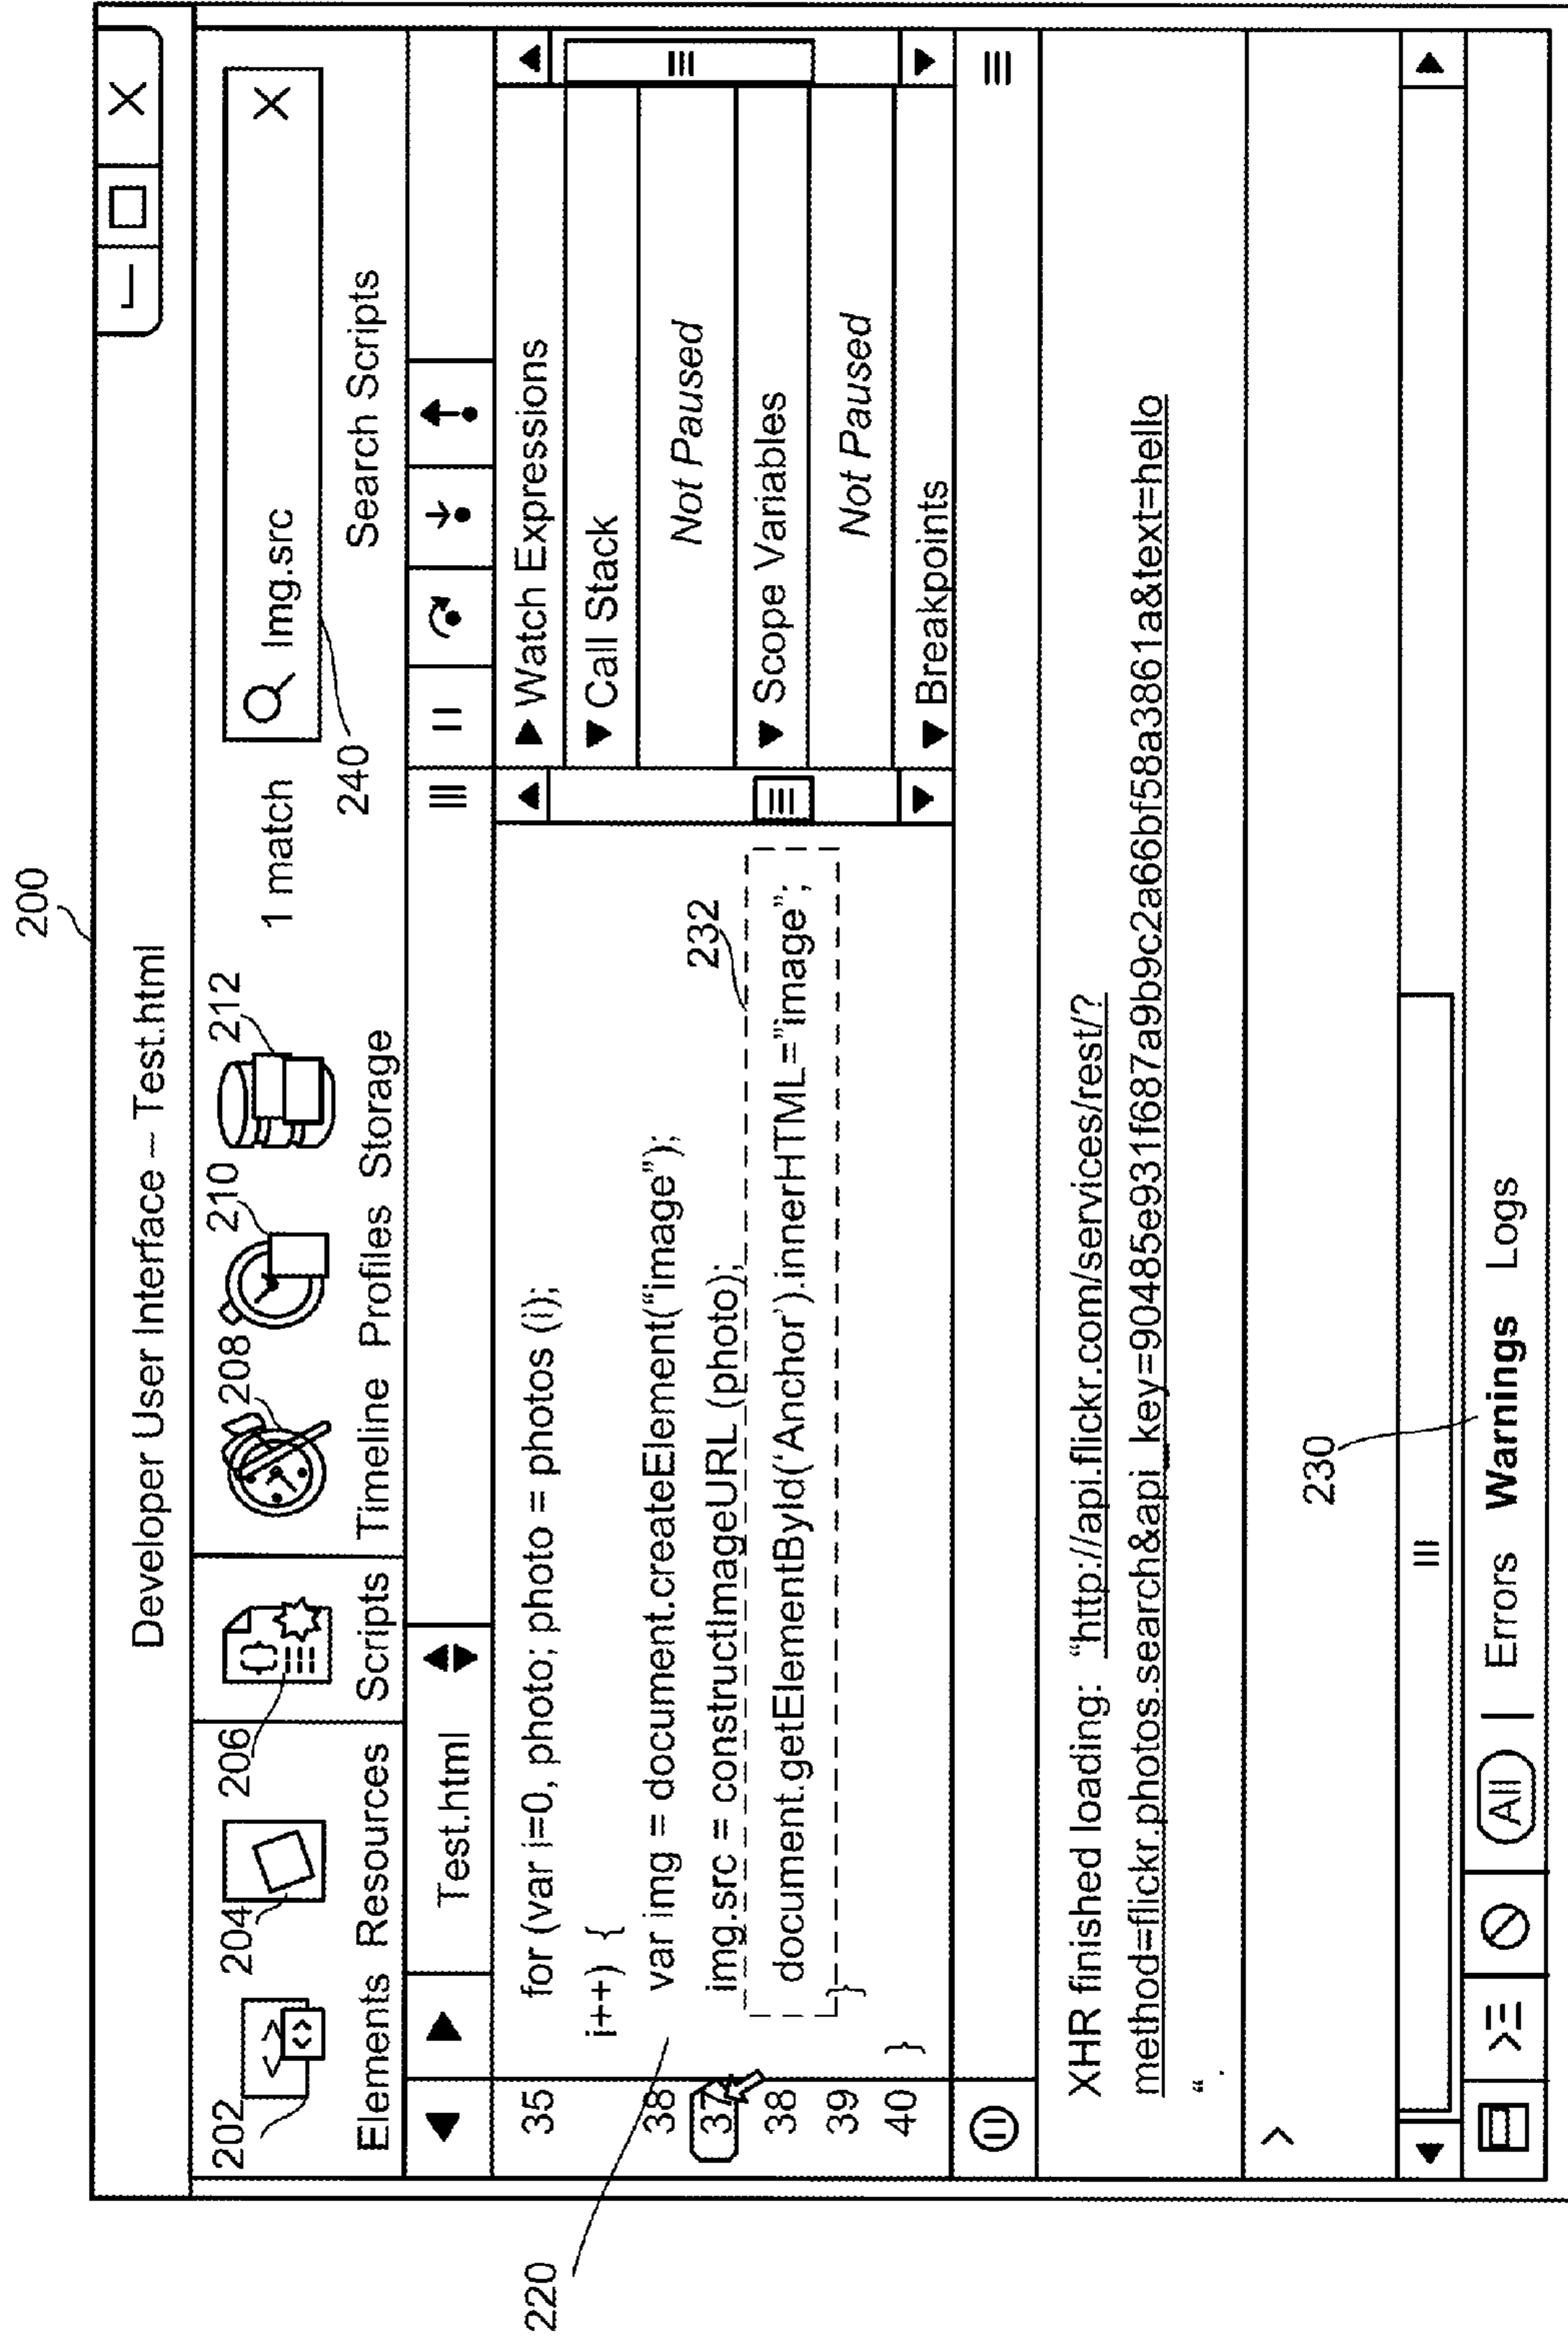 200
Developer User Interface – Test.html
202
204
206
208
210
212
1 match
Img.src
240
Elements
Resources
Scripts
Timeline
Profiles
Storage
Search Scripts
Test.html
35
for (var i=0, photo; photo = photos (i);
i++) {
38
var img = document.createElement("image");
37
img.src = constructImageURL (photo);
38
document.getElementById('Anchor').innerHTML="image";
39
}
40
}
232
220
Watch Expressions
Call Stack
Not Paused
Scope Variables
Not Paused
Breakpoints
XHR finished loading: "http://api.flickr.com/services/rest/?
method=flickr.photos.search&api_key=90485e931f687a9b9c2a66bf58a3861a&text=hello
" .
>
230
All | Errors Warnings Logs